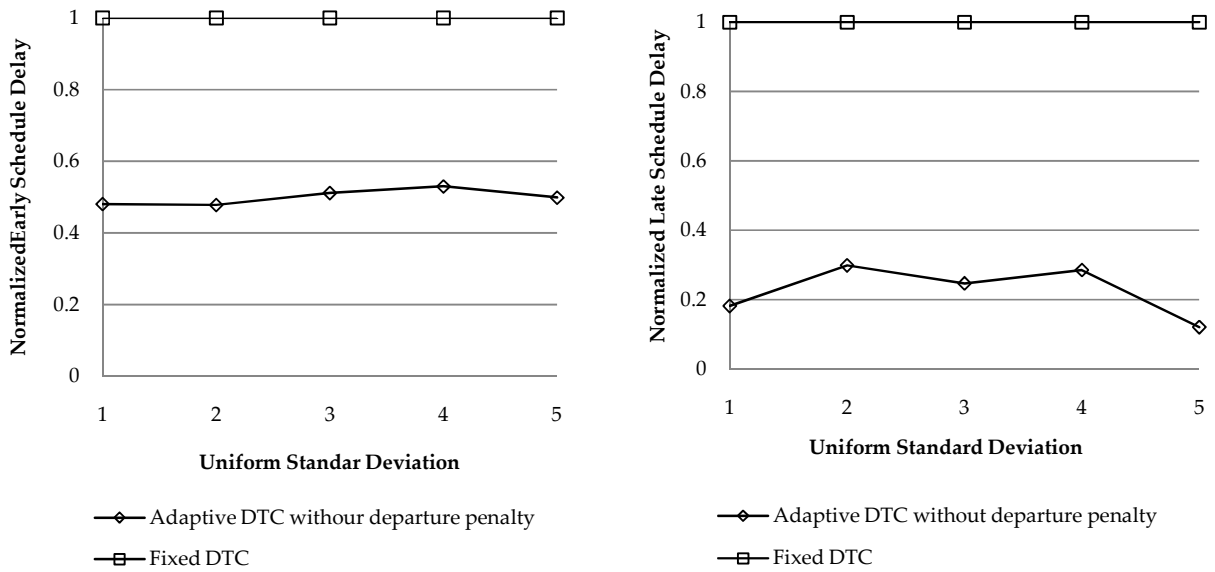 NormalizedEarly Schedule Delay
1
0.8
0.6
0.4
0.2
0
1 2 3 4 5
Uniform Standar Deviation
Adaptive DTC withour departure penalty
Fixed DTC
Normalized Late Schedule Delay
1
0.8
0.6
0.4
0.2
0
1 2 3 4 5
Uniform Standard Deviation
Adaptive DTC without departure penalty
Fixed DTC